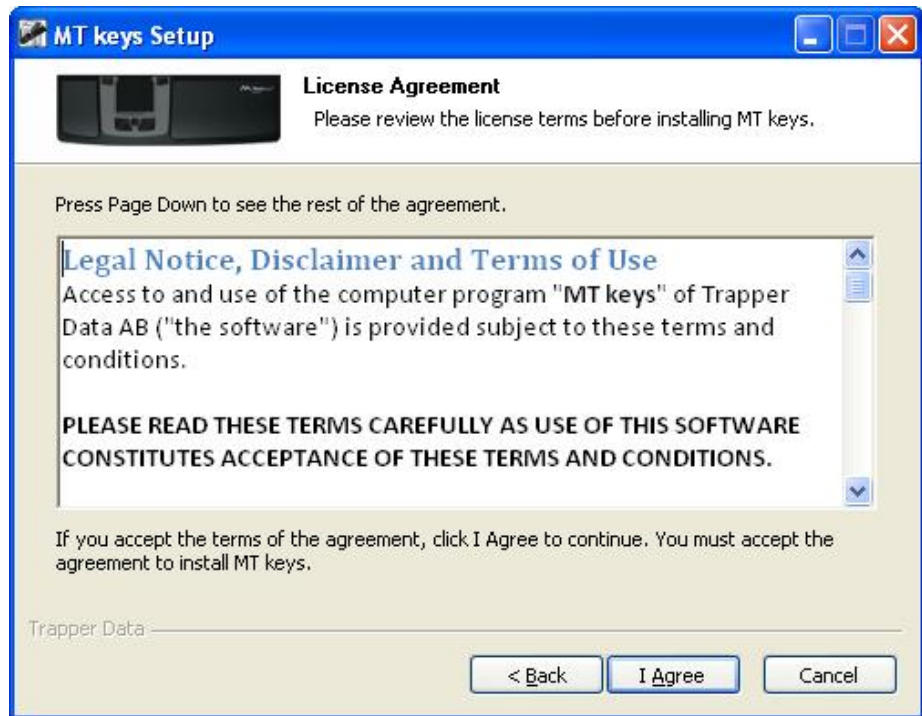 MT keys Setup
License Agreement
Please review the license terms before installing MT keys.
Press Page Down to see the rest of the agreement.
Legal Notice, Disclaimer and Terms of Use
Access to and use of the computer program "MT keys" of Trapper
Data AB ("the software") is provided subject to these terms and
conditions.
PLEASE READ THESE TERMS CAREFULLY AS USE OF THIS SOFTWARE
CONSTITUTES ACCEPTANCE OF THESE TERMS AND CONDITIONS.
If you accept the terms of the agreement, click I Agree to continue. You must accept the
agreement to install MT keys.
Trapper Data
< Back
I Agree
Cancel